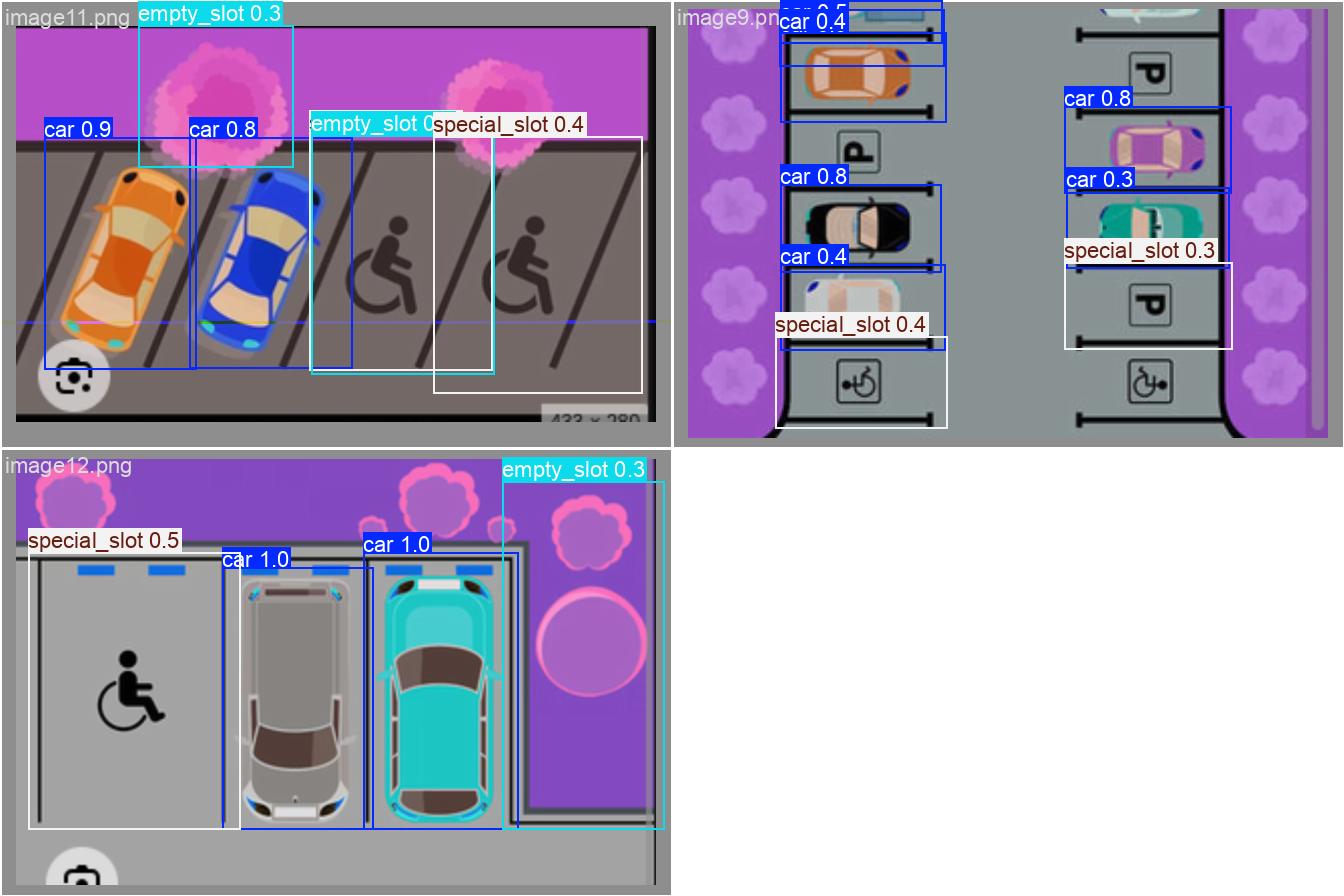 image11.png
empty_slot 0.3
car 0.9
car 0.8
empty_slot
special_slot 0.4
433 x 280
image9.pn
car 0.4
P
car 0.8
P
car 0.8
car 0.3
car 0.4
special_slot 0.3
P
special_slot 0.4
image12.png
empty_slot 0.3
special_slot 0.5
car 1.0
car 1.0